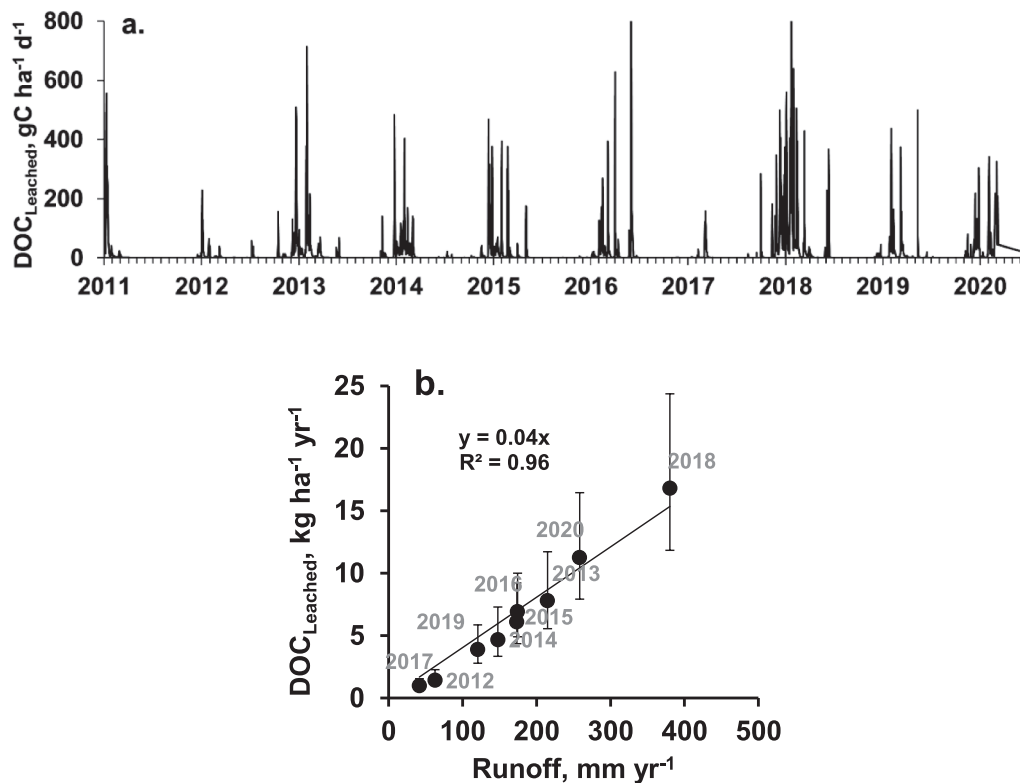 a.
DOC_Leached, gC ha⁻¹ d⁻¹
800
600
400
200
0
2011 2012 2013 2014 2015 2016 2017 2018 2019 2020
b.
DOC_Leached, kg ha⁻¹ yr⁻¹
25
20
15
10
5
0
y = 0.04x
R² = 0.96
2018
2020
2013
2016
2015
2019
2014
2017
2012
0 100 200 300 400 500
Runoff, mm yr⁻¹